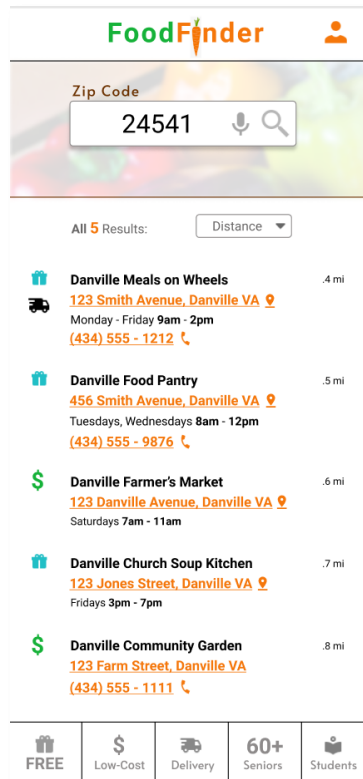 FoodFinder
Zip Code
24541
All 5 Results:
Distance
Danville Meals on Wheels
.4 mi
123 Smith Avenue, Danville VA
Monday - Friday 9am - 2pm
(434) 555 - 1212
Danville Food Pantry
.5 mi
456 Smith Avenue, Danville VA
Tuesdays, Wednesdays 8am - 12pm
(434) 555 - 9876
$
Danville Farmer's Market
.6 mi
123 Danville Avenue, Danville VA
Saturdays 7am - 11am
Danville Church Soup Kitchen
.7 mi
123 Jones Street, Danville VA
Fridays 3pm - 7pm
$
Danville Community Garden
.8 mi
123 Farm Street, Danville VA
(434) 555 - 1111
$ 60+
FREE Low-Cost Delivery Seniors Students